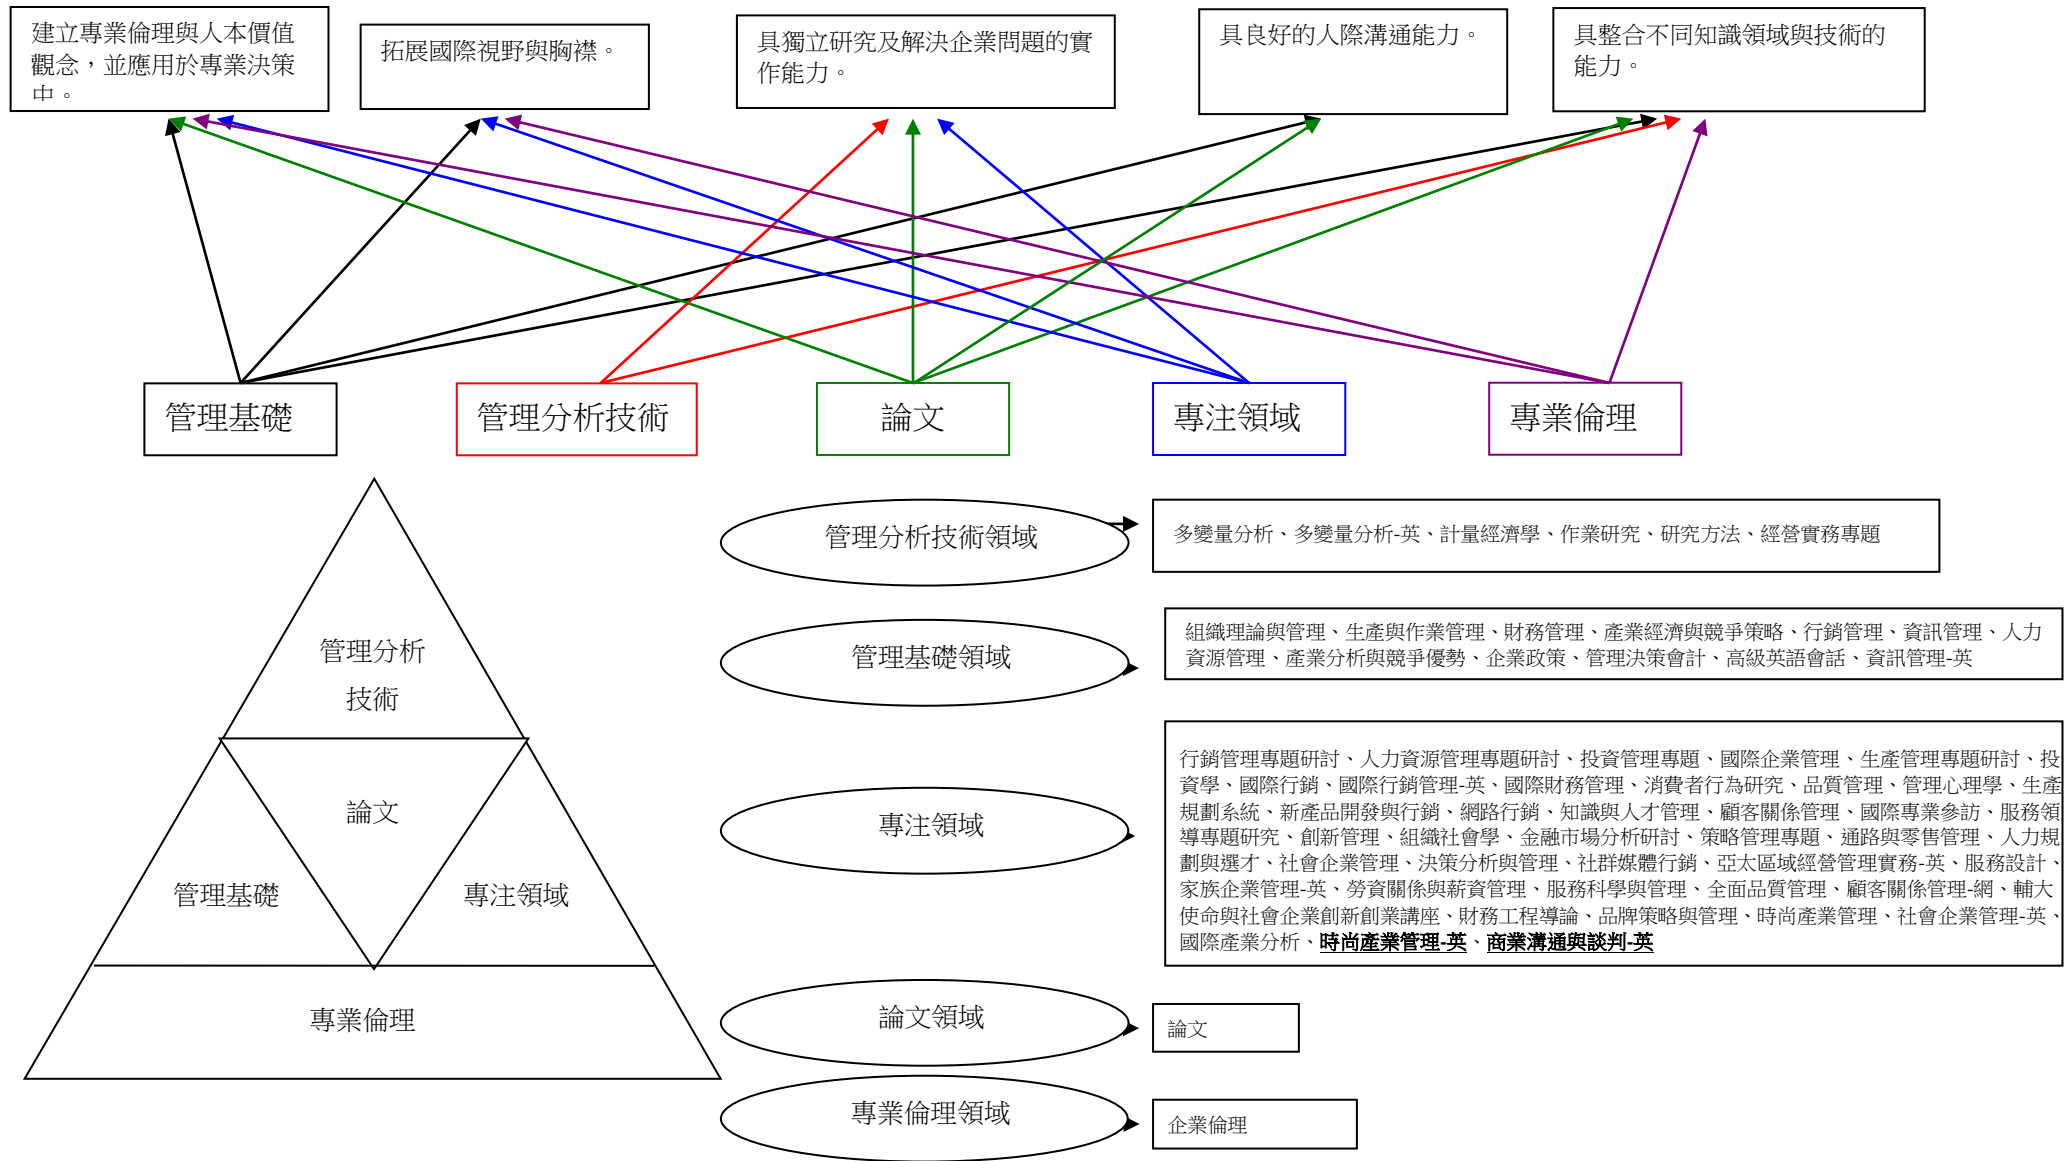 建立專業倫理與人本價值
觀念，並應用於專業決策
中。
拓展國際視野與胸襟。
具獨立研究及解決企業問題的實
作能力。
具良好的人際溝通能力。
具整合不同知識領域與技術的
能力。
管理基礎
管理分析技術
論文
專注領域
專業倫理
管理分析
技術
論文
管理基礎
專注領域
專業倫理
管理分析技術領域
多變量分析、多變量分析-英、計量經濟學、作業研究、研究方法、經營實務專題
管理基礎領域
組織理論與管理、生產與作業管理、財務管理、產業經濟與競爭策略、行銷管理、資訊管理、人力
資源管理、產業分析與競爭優勢、企業政策、管理決策會計、高級英語會話、資訊管理-英
專注領域
行銷管理專題研討、人力資源管理專題研討、投資管理專題、國際企業管理、生產管理專題研討、投
資學、國際行銷、國際行銷管理-英、國際財務管理、消費者行為研究、品質管理、管理心理學、生產
規劃系統、新產品開發與行銷、網路行銷、知識與人才管理、顧客關係管理、國際專業參訪、服務領
導專題研究、創新管理、組織社會學、金融市場分析研討、策略管理專題、通路與零售管理、人力規
劃與選才、社會企業管理、決策分析與管理、社群媒體行銷、亞太區域經營管理實務-英、服務設計、
家族企業管理-英、勞資關係與薪資管理、服務科學與管理、全面品質管理、顧客關係管理-網、輔大
使命與社會企業創新創業講座、財務工程導論、品牌策略與管理、時尚產業管理、社會企業管理-英、
國際產業分析、時尚產業管理-英、商業溝通與談判-英
論文領域
論文
專業倫理領域
企業倫理